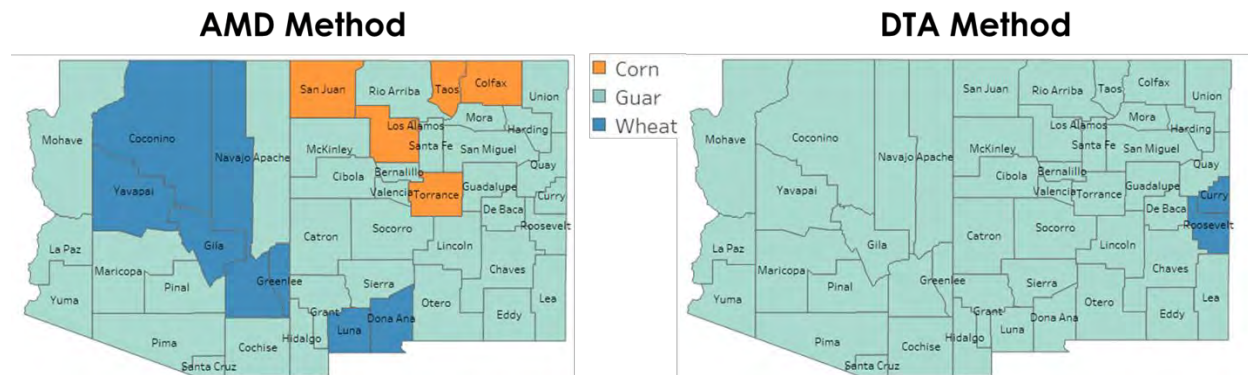 AMD Method
DTA Method
Corn
Guar
Wheat
San Juan
Rio Arriba
Taos
Colfax
Union
Mora
Harding
Los Alamos
Santa Fe
San Miguel
Mohave
Coconino
Navajo
Apache
McKinley
Quay
Bernalillo
Cibola
Guadalupe
Valencia
Torrance
Curry
Yavapai
De Baca
Roosevelt
Gila
Catron
Socorro
Lincoln
La Paz
Maricopa
Pinal
Greenlee
Sierra
Chaves
Yuma
Otero
Lea
Grant
Dona Ana
Luna
Eddy
Pima
Hidalgo
Cochise
Santa Cruz
San Juan
Rio Arriba
Taos
Colfax
Union
Mora
Harding
Los Alamos
Santa Fe
San Miguel
Mohave
Coconino
Navajo
Apache
McKinley
Quay
Bernalillo
Cibola
Guadalupe
Valencia
Torrance
Curry
Yavapai
De Baca
Roosevelt
Gila
Catron
Socorro
Lincoln
La Paz
Maricopa
Pinal
Greenlee
Sierra
Chaves
Yuma
Otero
Lea
Grant
Dona Ana
Luna
Eddy
Pima
Hidalgo
Cochise
Santa Cruz